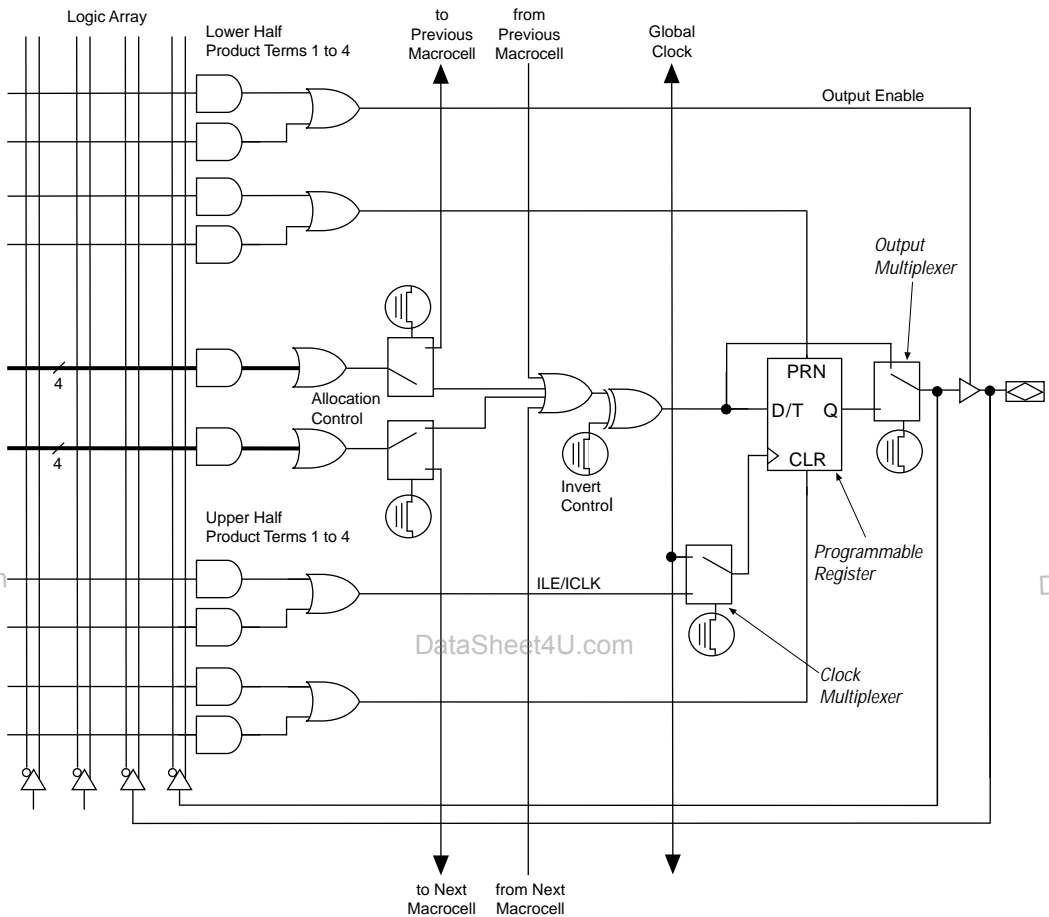 Logic Array
Lower Half
Product Terms 1 to 4
to
Previous
Macrocell
from
Previous
Macrocell
Global
Clock
Output Enable
Output
Multiplexer
4
Allocation
Control
4
PRN
D/T
Q
CLR
Invert
Control
Upper Half
Product Terms 1 to 4
Programmable
Register
ILE/ICLK
DataSheet4U.com
Clock
Multiplexer
to Next
Macrocell
from Next
Macrocell